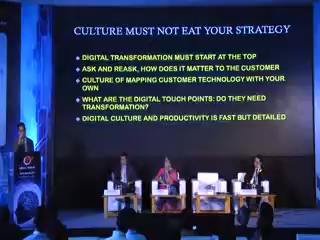 CULTURE MUST NOT EAT YOUR STRATEGY
DIGITAL TRANSFORMATION MUST START AT THE TOP
ASK AND REASK, HOW DOES IT MATTER TO THE CUSTOMER
CULTURE OF MAPPING CUSTOMER TECHNOLOGY WITH YOUR
OWN
WHAT ARE THE DIGITAL TOUCH POINTS: DO THEY NEED
TRANSFORMATION?
DIGITAL CULTURE AND PRODUCTIVITY IS FAST BUT DETAILED